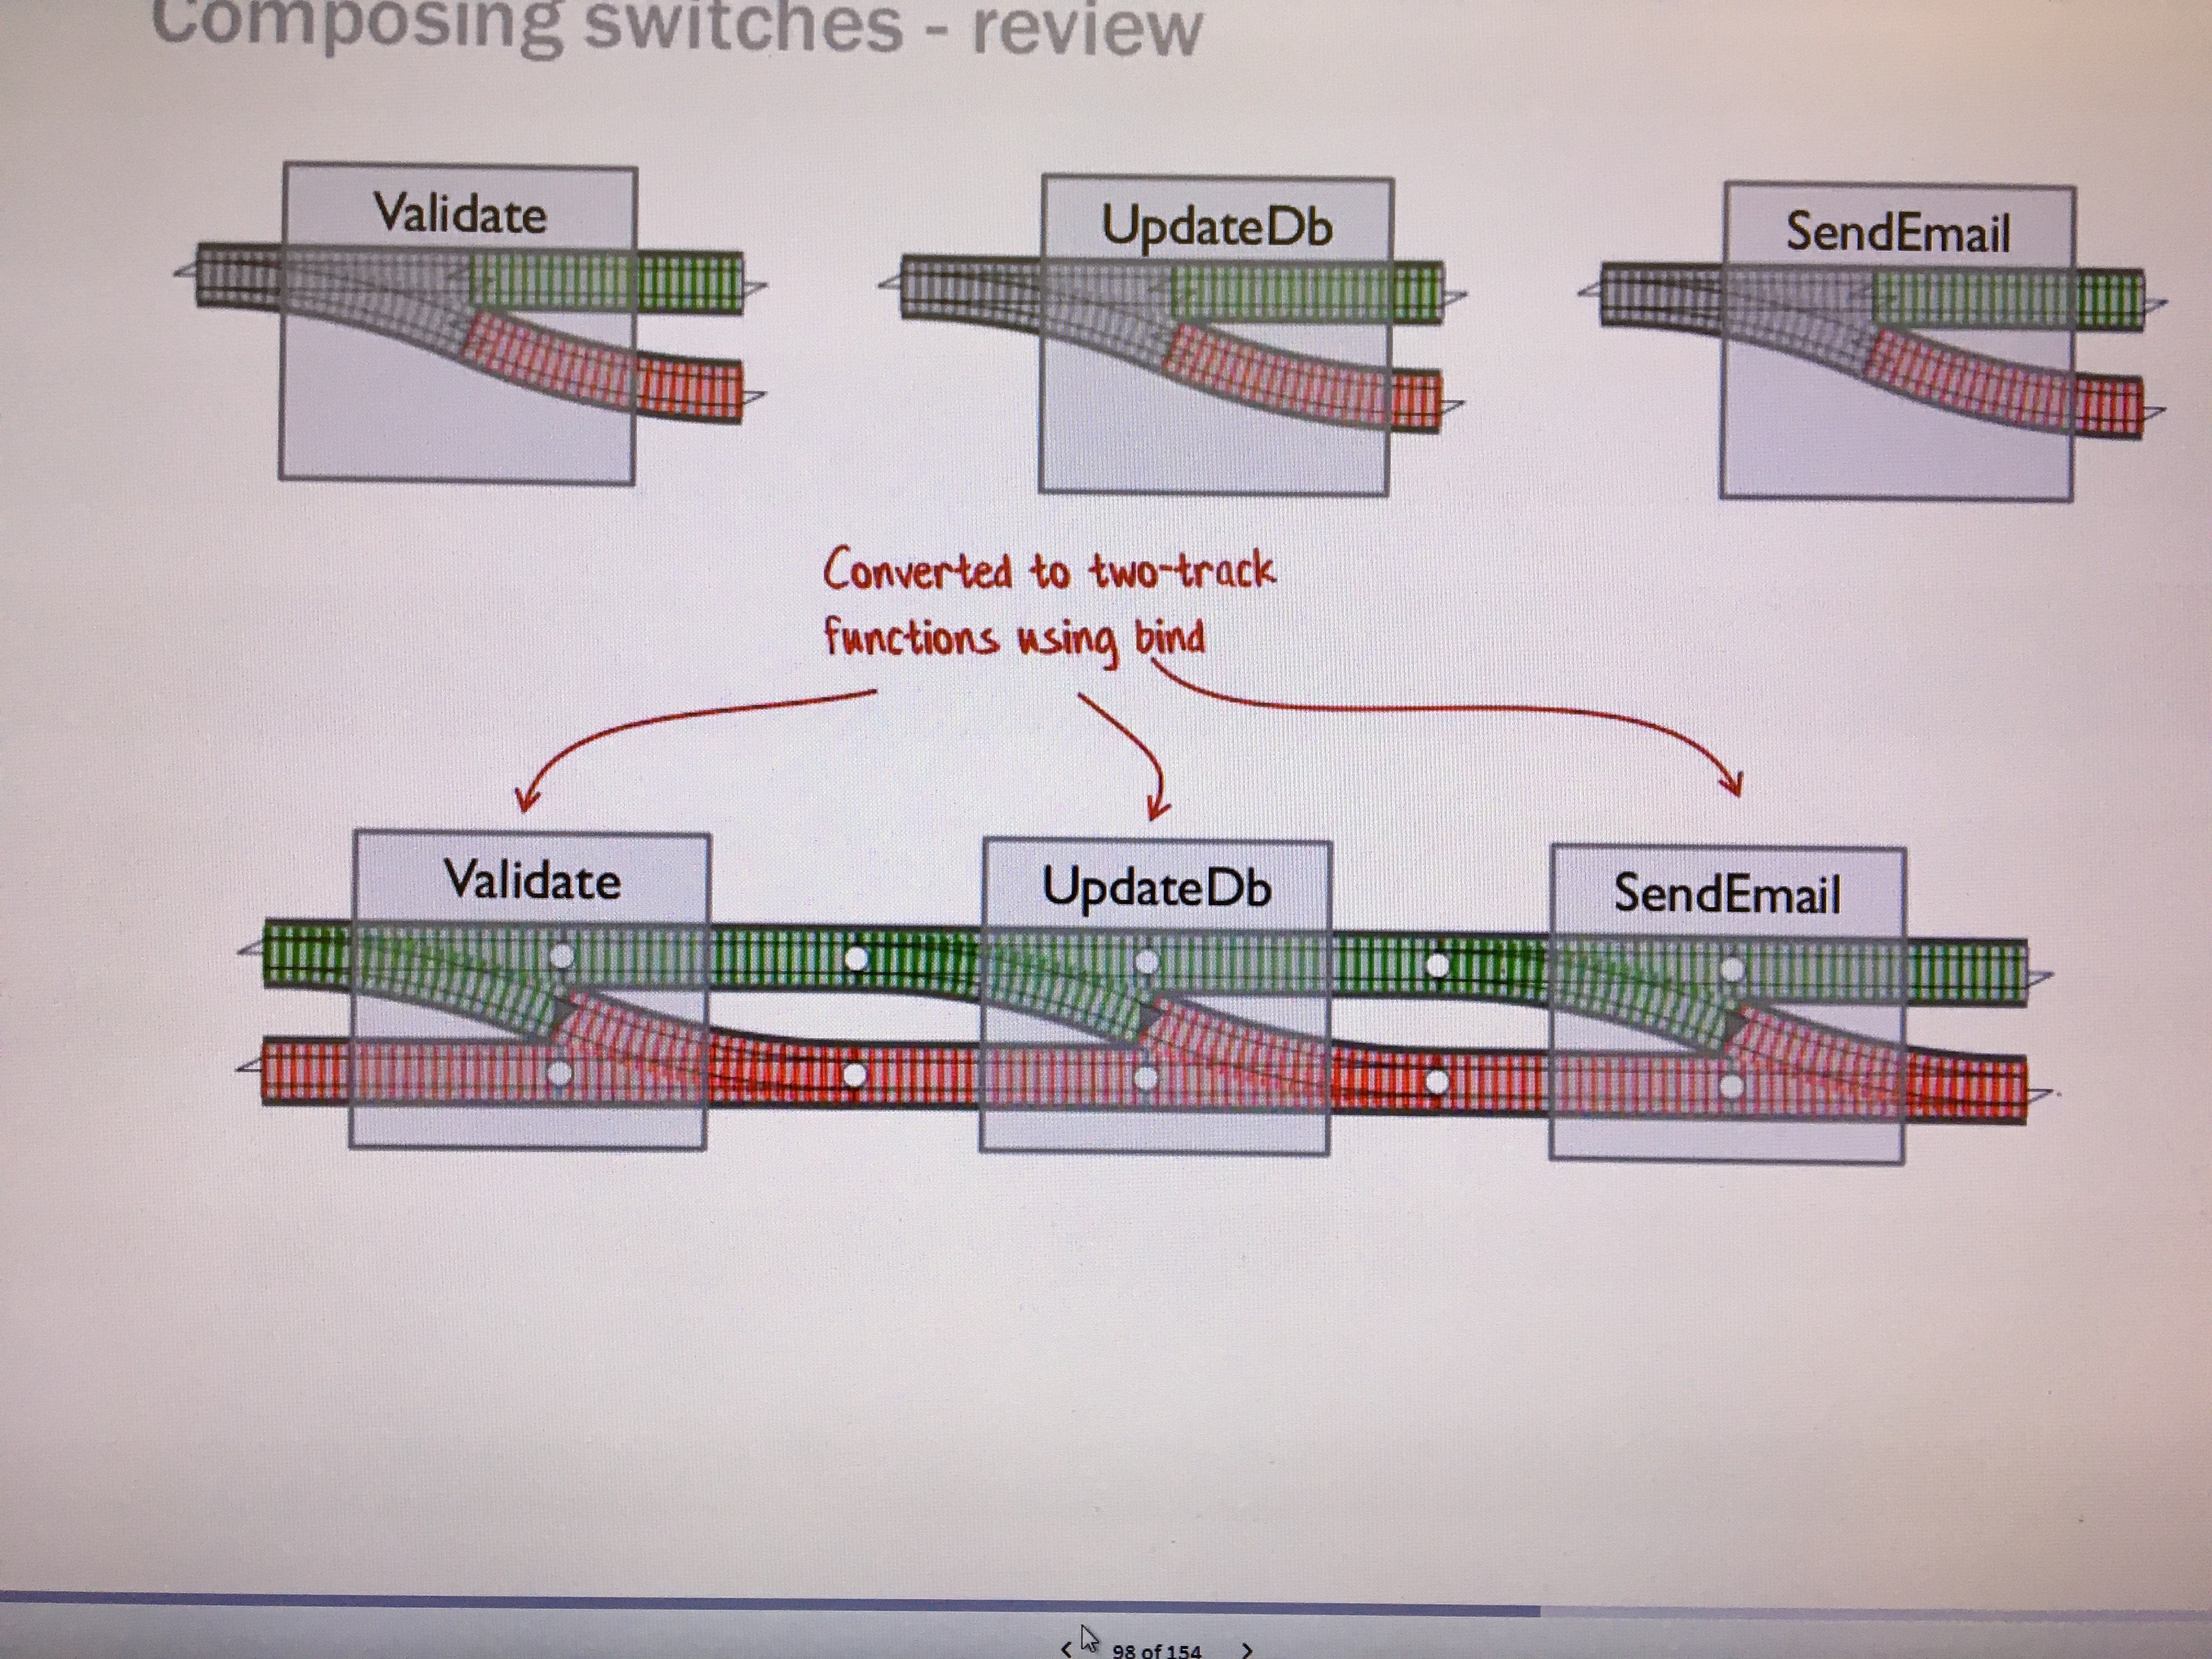 Composing switches - review
Validate
UpdateDb
SendEmail
Converted to two-track
functions using bind
Validate
UpdateDb
SendEmail
98 of 154